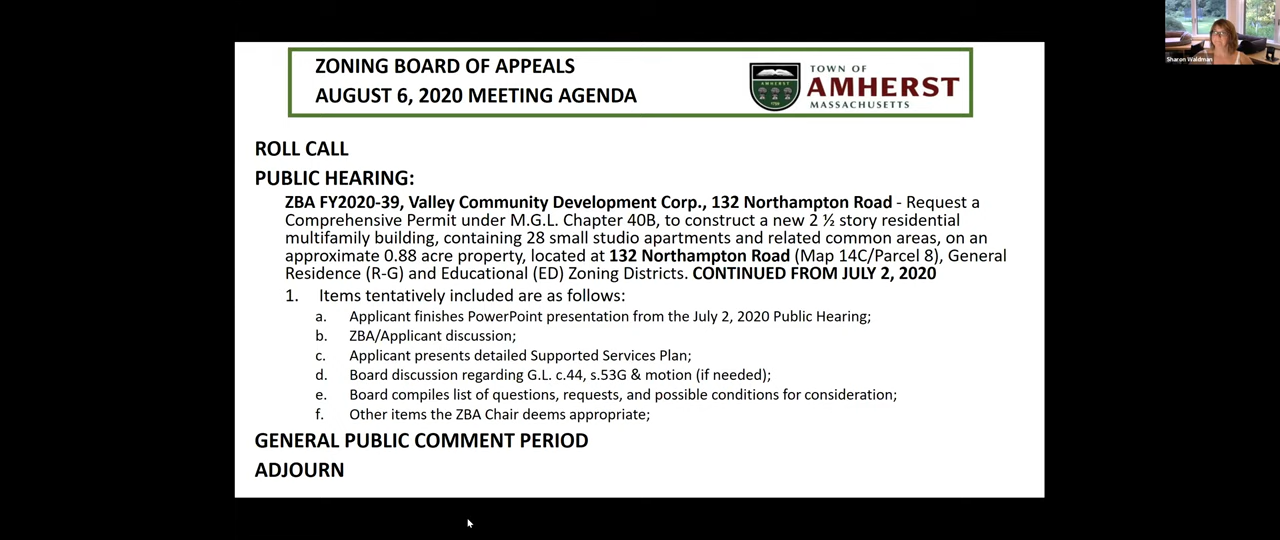 ZONING BOARD OF APPEALS
AUGUST 6, 2020 MEETING AGENDA
TOWN OF
AMHERST
MASSACHUSETTS
AMHERST
ROLL CALL
PUBLIC HEARING:
ZBA FY2020-39, Valley Community Development Corp., 132 Northampton Road - Request a
Comprehensive Permit under M.G.L. Chapter 40B, to construct a new 2 ½ story residential
multifamily building, containing 28 small studio apartments and related common areas, on an
approximate 0.88 acre property, located at 132 Northampton Road (Map 14C/Parcel 8), General
Residence (R-G) and Educational (ED) Zoning Districts. CONTINUED FROM JULY 2, 2020
1. Items tentatively included are as follows:
a. Applicant finishes PowerPoint presentation from the July 2, 2020 Public Hearing;
b. ZBA/Applicant discussion;
c. Applicant presents detailed Supported Services Plan;
d. Board discussion regarding G.L. c.44, s.53G & motion (if needed);
e. Board compiles list of questions, requests, and possible conditions for consideration;
f. Other items the ZBA Chair deems appropriate;
GENERAL PUBLIC COMMENT PERIOD
ADJOURN
Sharon Waldman